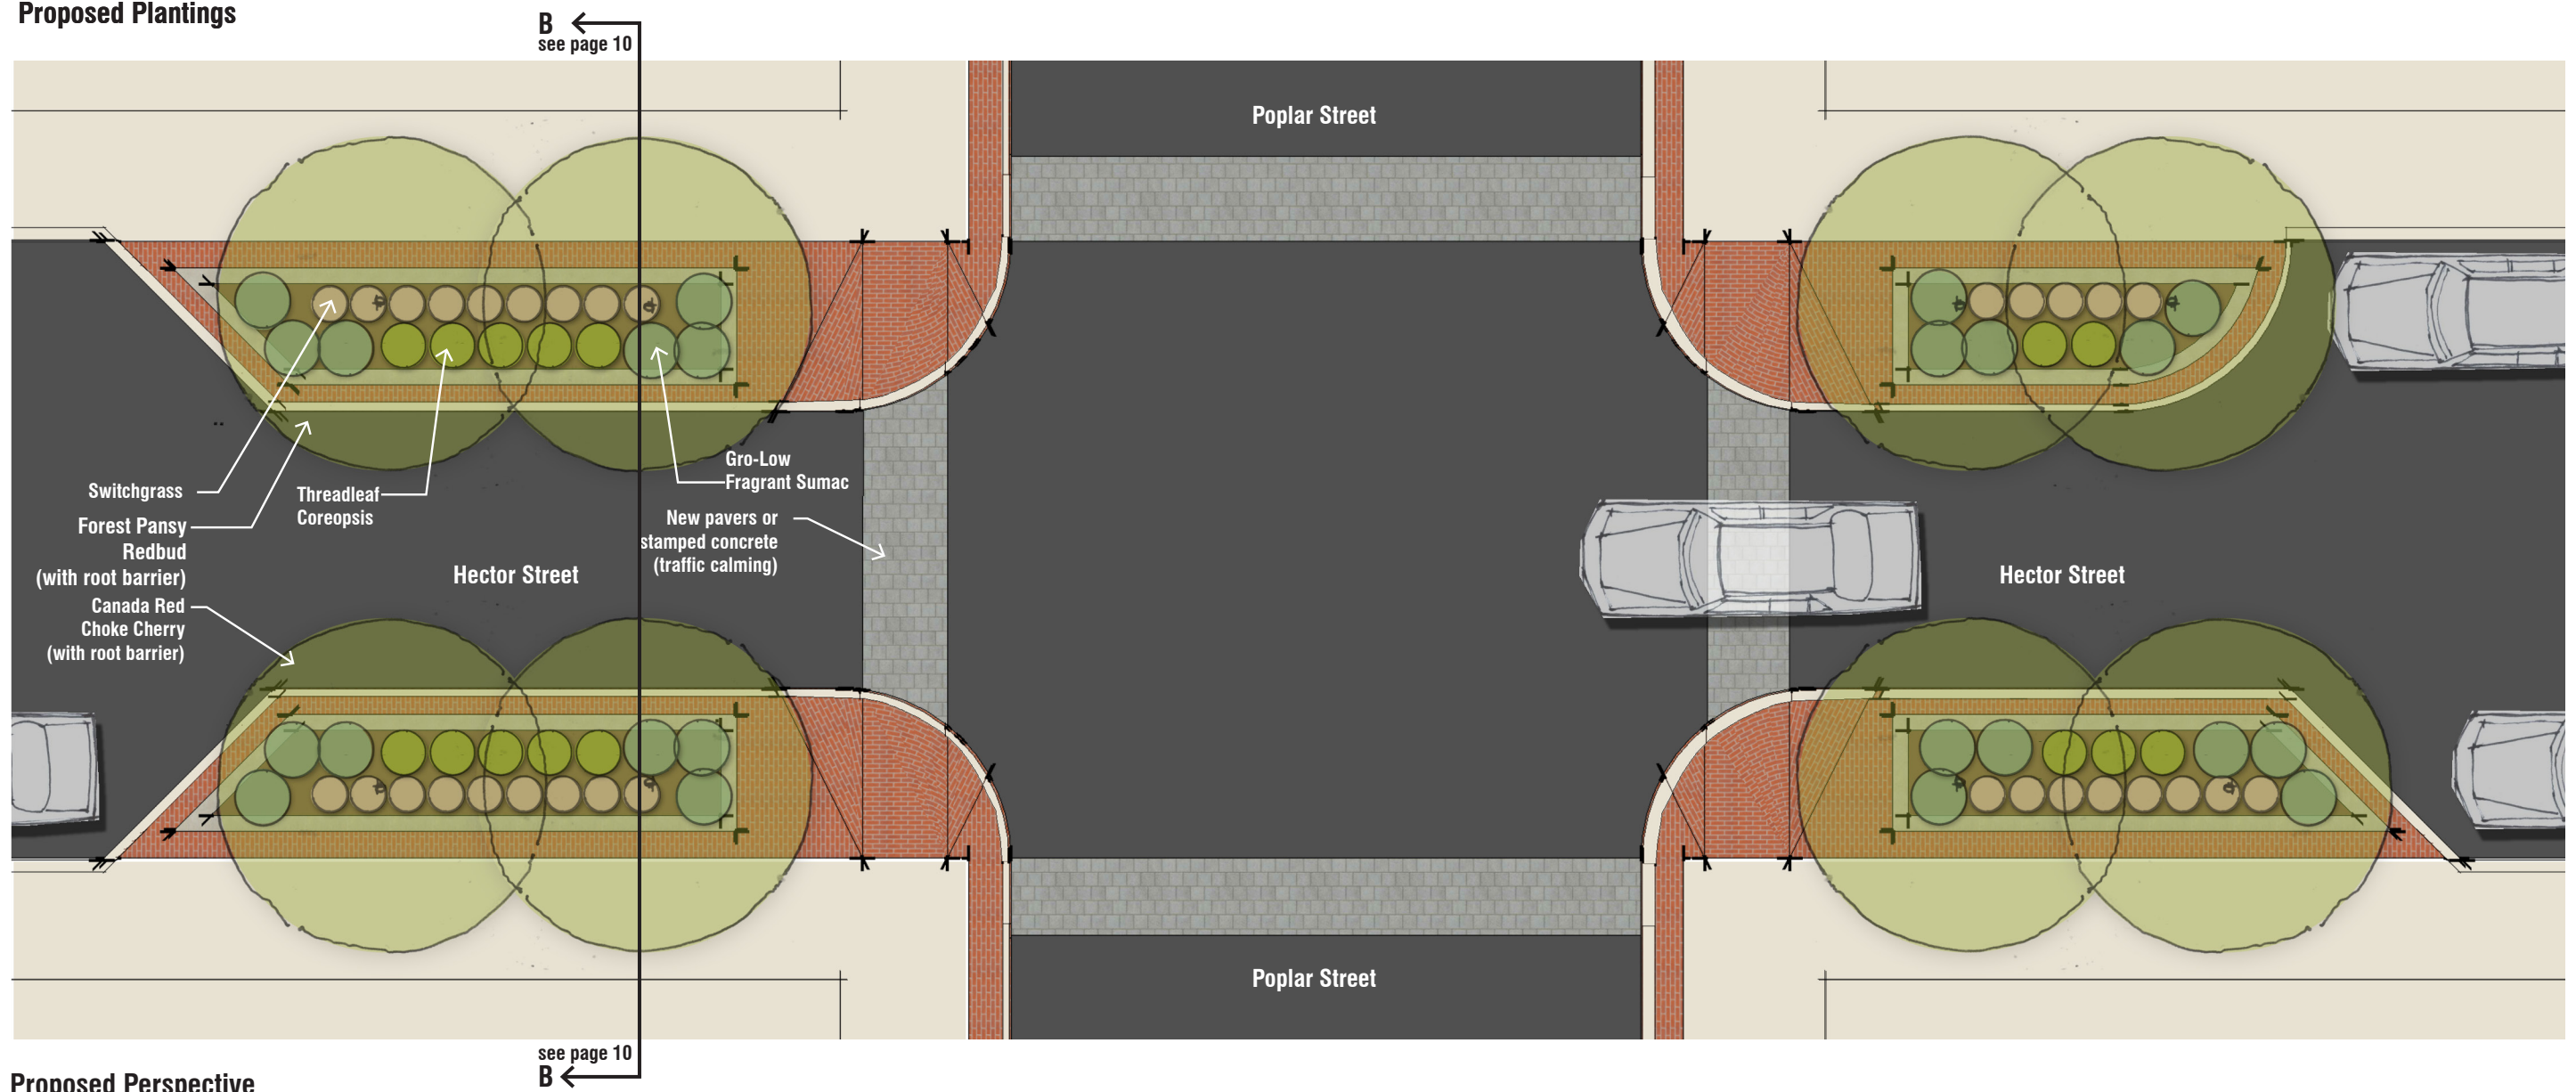 Proposed Plantings
B
see page 10
Poplar Street
Switchgrass
Forest Pansy
Redbud
(with root barrier)
Canada Red
Choke Cherry
(with root barrier)
Threadleaf
Coreopsis
Gro-Low
Fragrant Sumac
New pavers or
stamped concrete
(traffic calming)
Hector Street
Hector Street
Poplar Street
see page 10
B
Proposed Perspective